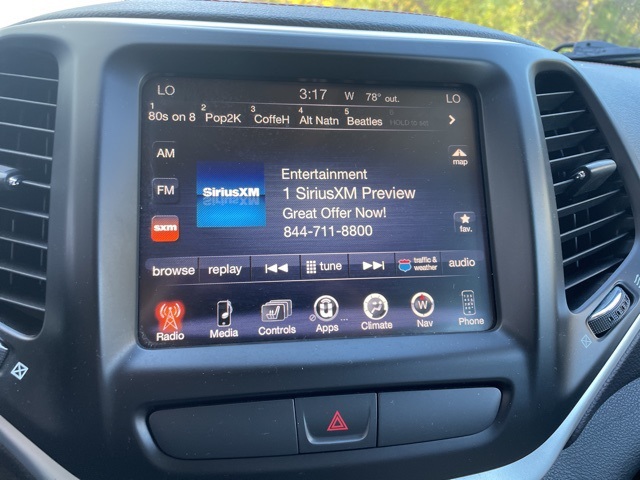 LO 3:17 W 78° out. LO
1 80s on 8 2 Pop2K 3 CoffeH 4 Alt Natn 5 Beatles 6 HOLD TO SET
AM
map
FM
SiriusXM
Entertainment
1 SiriusXM Preview
Great Offer Now!
844-711-8800
sxm
fav.
browse replay tune traffic & weather audio
Radio Media Controls Apps Climate Nav Phone
W